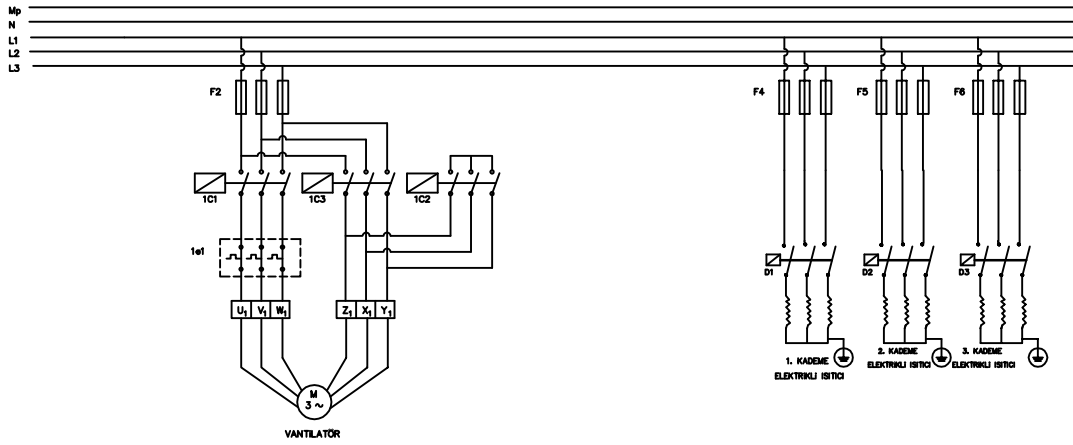 Mp
N
L1
L2
L3
F2
F4
F5
F6
1C1
1C3
1C2
1e1
D1
D2
D3
U1 V1 W1
Z1 X1 Y1
1. KADEME
ELEKTRIKLI ISITICI
2. KADEME
ELEKTRIKLI ISITICI
3. KADEME
ELEKTRIKLI ISITICI
M
3 ~
VANTILATÖR